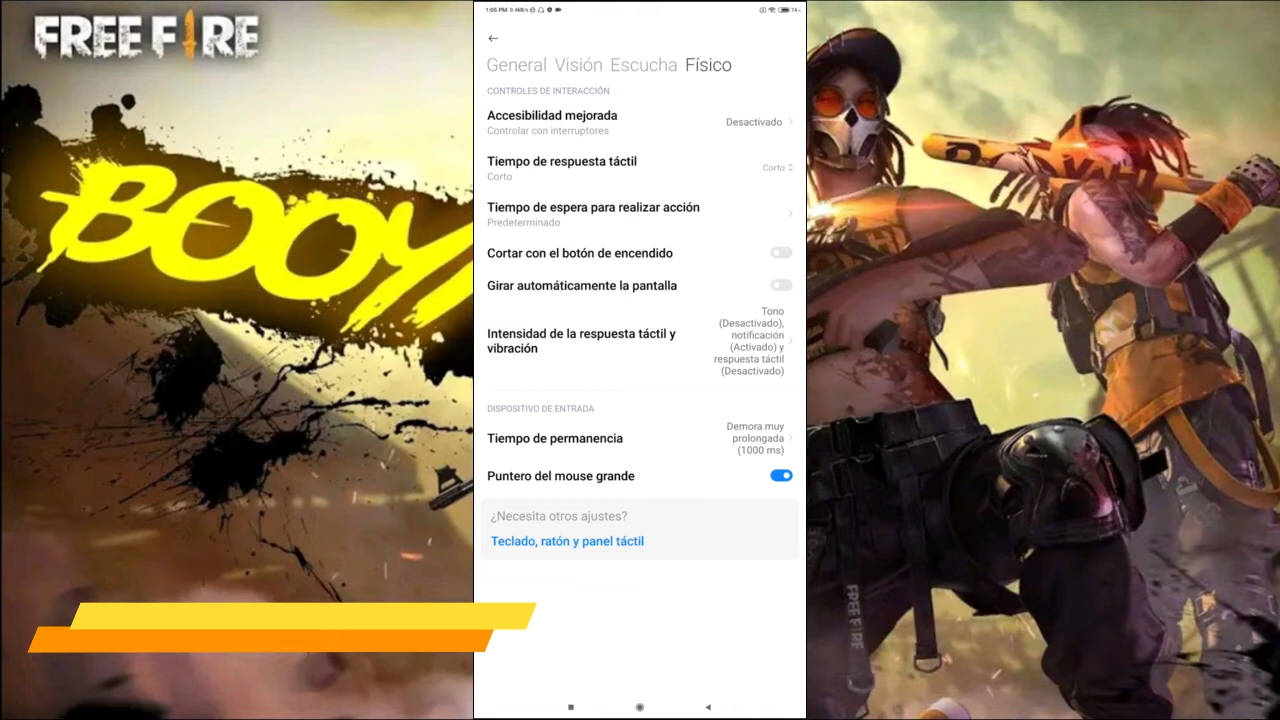 FREE FIRE
BOOY
1:05 PM
74
General Visión Escucha Físico
CONTROLES DE INTERACCIÓN
Accesibilidad mejorada
Controlar con interruptores
Desactivado
Tiempo de respuesta táctil
Corto
Corto
Tiempo de espera para realizar acción
Predeterminado
Cortar con el botón de encendido
Girar automáticamente la pantalla
Intensidad de la respuesta táctil y
vibración
Tono
(Desactivado),
notificación
(Activado) y
respuesta táctil
(Desactivado)
DISPOSITIVO DE ENTRADA
Tiempo de permanencia
Demora muy
prolongada
(1000 ms)
Puntero del mouse grande
¿Necesita otros ajustes?
Teclado, ratón y panel táctil
FREE FIRE